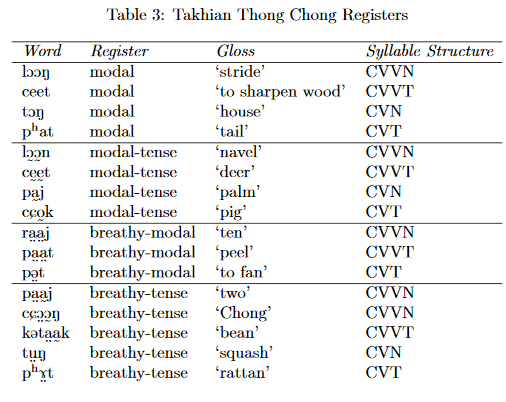 Table 3: Takhian Thong Chong Registers
Word Register Gloss Syllable Structure
lɔɔŋ modal ‘stride’ CVVN
ceet modal ‘to sharpen wood’ CVVT
tɔŋ modal ‘house’ CVN
pʰat modal ‘tail’ CVT
lɔ̰ɔ̰n modal-tense ‘navel’ CVVN
cḛḛt modal-tense ‘deer’ CVVT
pa̰j modal-tense ‘palm’ CVN
cço̰k modal-tense ‘pig’ CVT
ra̤a̤j breathy-modal ‘ten’ CVVN
pa̤a̤t breathy-modal ‘peel’ CVVT
pə̤t breathy-modal ‘to fan’ CVT
pa̤a̰j breathy-tense ‘two’ CVVN
cçɔ̤ɔ̰ŋ breathy-tense ‘Chong’ CVVN
kəta̤a̰k breathy-tense ‘bean’ CVVT
tṳŋ breathy-tense ‘squash’ CVN
pʰɤ̤t breathy-tense ‘rattan’ CVT